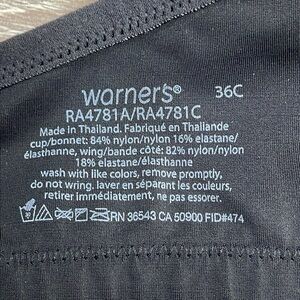 warner's® 36C
RA4781A/RA4781C
Made in Thailand. Fabriqué en Thaïlande
cup/bonnet: 84% nylon/nylon 16% elastane/
élasthanne, wing/bande côté: 82% nylon/nylon
18% elastane/élasthanne
wash with like colors, remove promptly,
do not wring. laver en séparant les couleurs,
retirer immédiatement, ne pas essorer.
RN 36543 CA 50900 FID#474